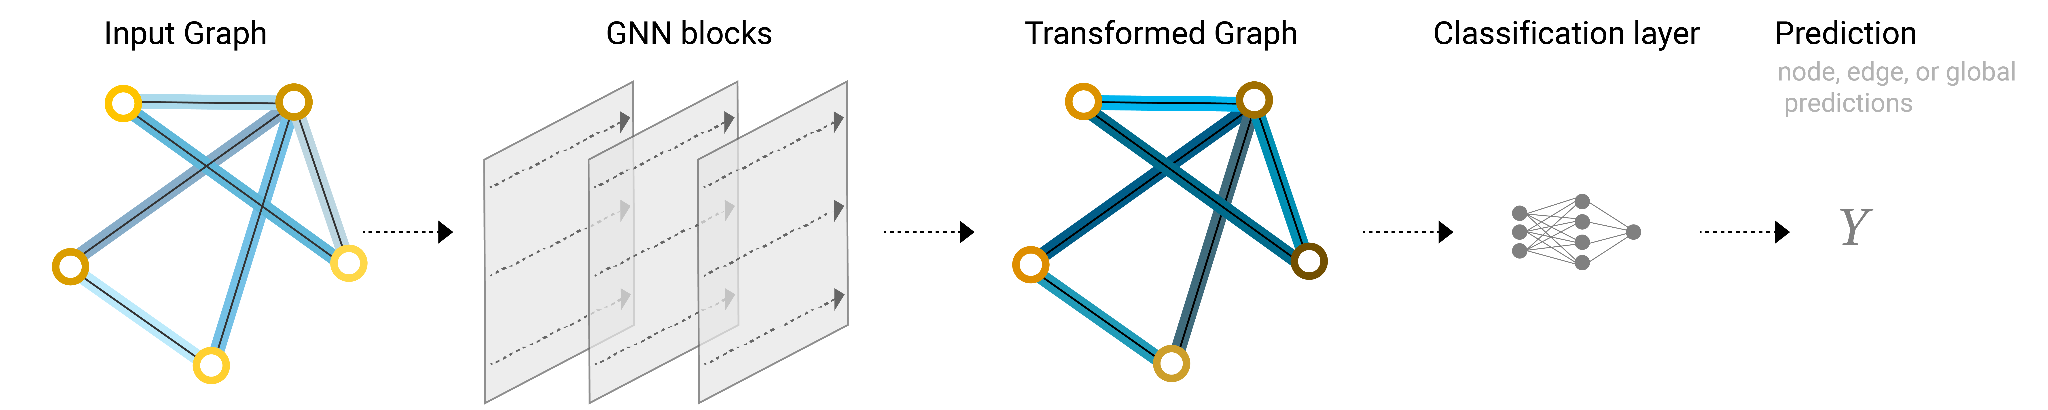 Input Graph
GNN blocks
Transformed Graph
Classification layer
Prediction
node, edge, or global
predictions
Y